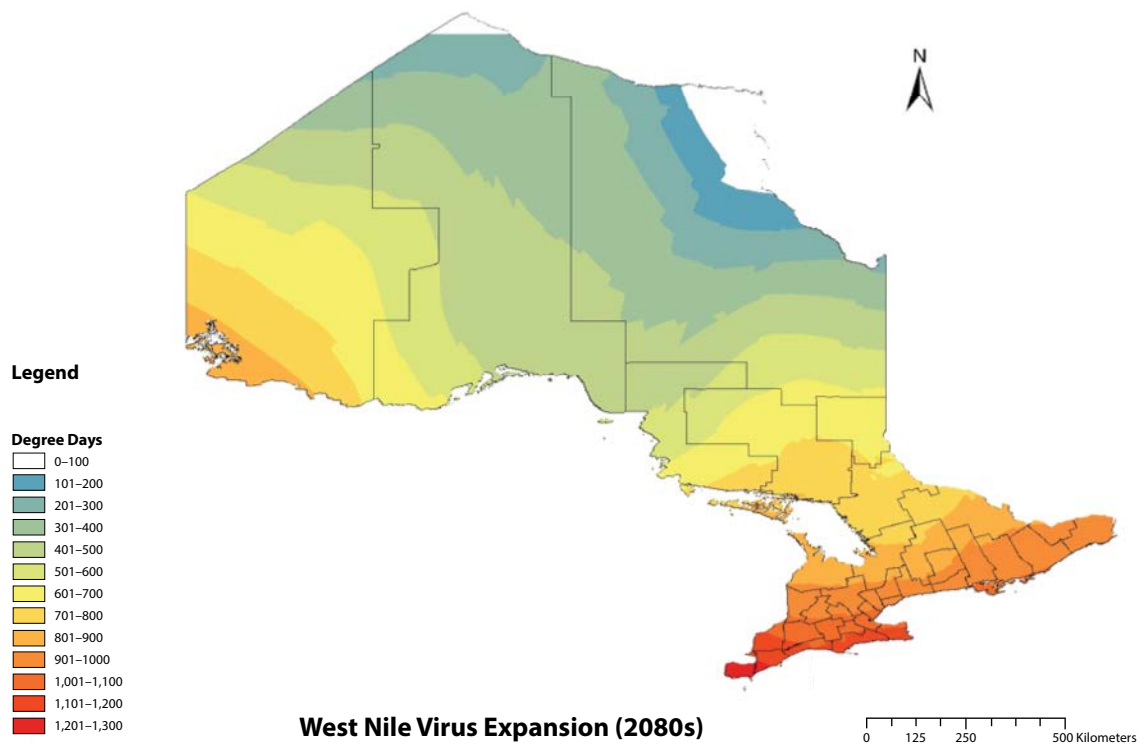 N
Legend
Degree Days
0–100
101–200
201–300
301–400
401–500
501–600
601–700
701–800
801–900
901–1000
1,001–1,100
1,101–1,200
1,201–1,300
West Nile Virus Expansion (2080s)
0 125 250 500 Kilometers